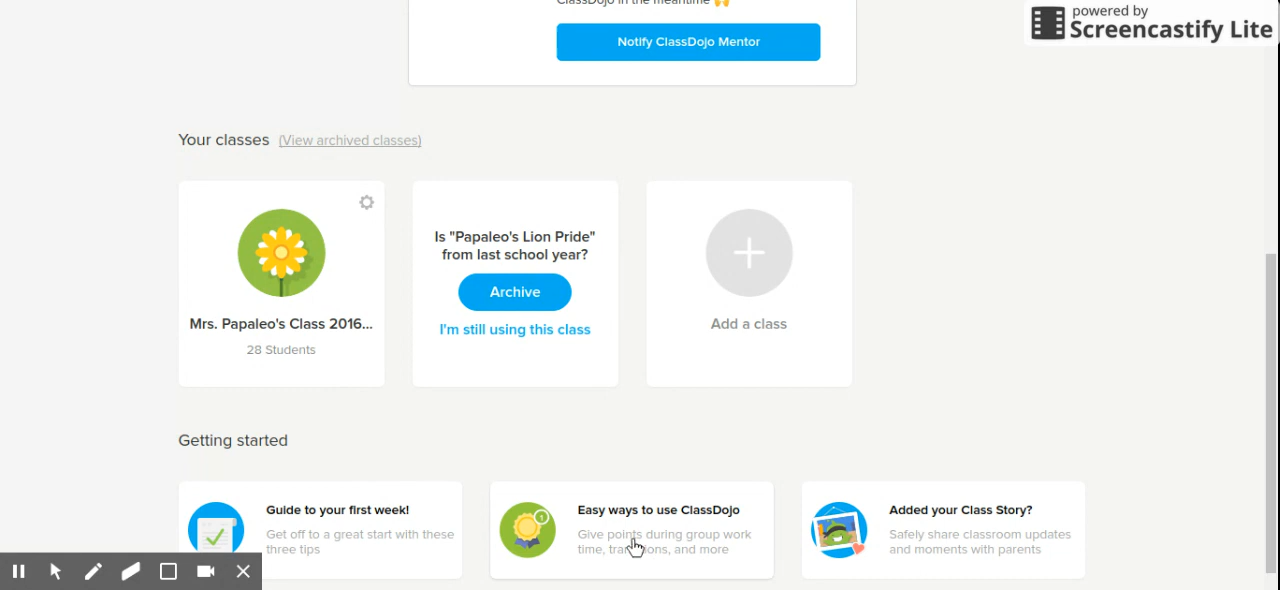 ClassDojo in the meantime 🙌
powered by
Screencastify Lite
Notify ClassDojo Mentor
Your classes (View archived classes)
Mrs. Papaleo's Class 2016...
28 Students
Is "Papaleo's Lion Pride"
from last school year?
Archive
I'm still using this class
Add a class
Getting started
Guide to your first week!
Get off to a great start with these
three tips
1
Easy ways to use ClassDojo
Give points during group work
time, and more
Added your Class Story?
Safely share classroom updates
and moments with parents